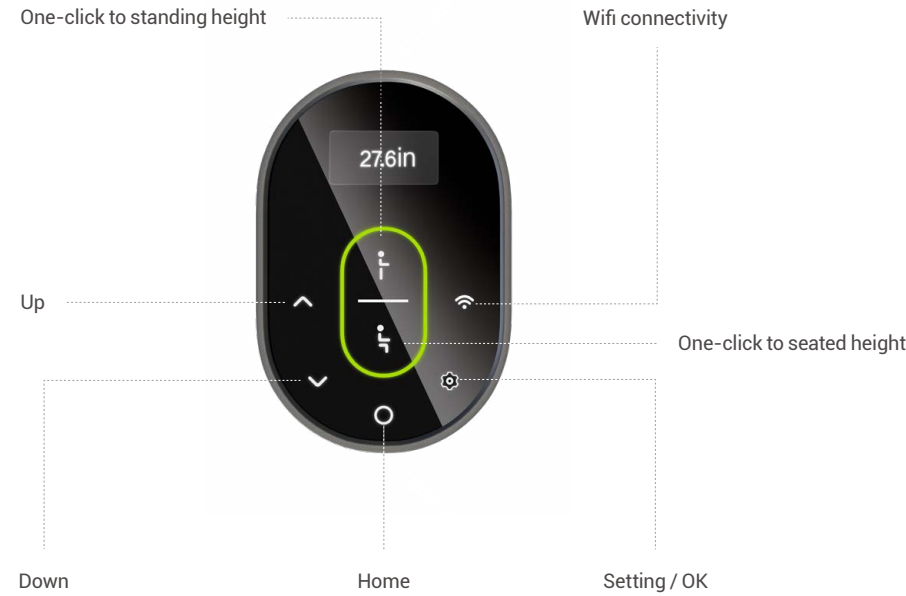 One-click to standing height
Wifi connectivity
27.6in
Up
One-click to seated height
Down
Home
Setting / OK